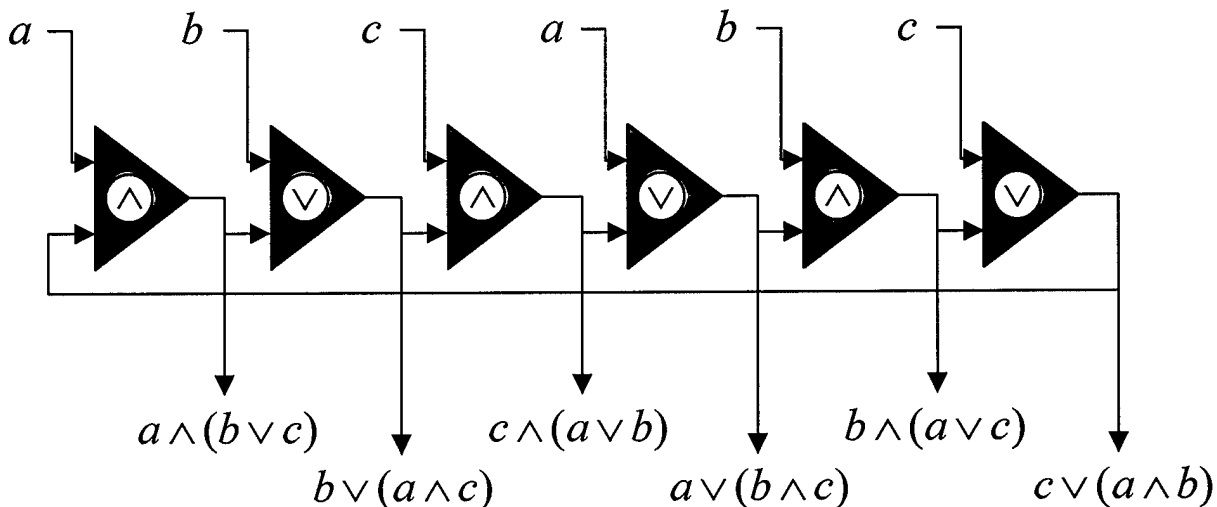 a b c a b c
∧ ∨ ∧ ∨ ∧ ∨
a ∧ (b ∨ c) c ∧ (a ∨ b) b ∧ (a ∨ c)
b ∨ (a ∧ c) a ∨ (b ∧ c) c ∨ (a ∧ b)